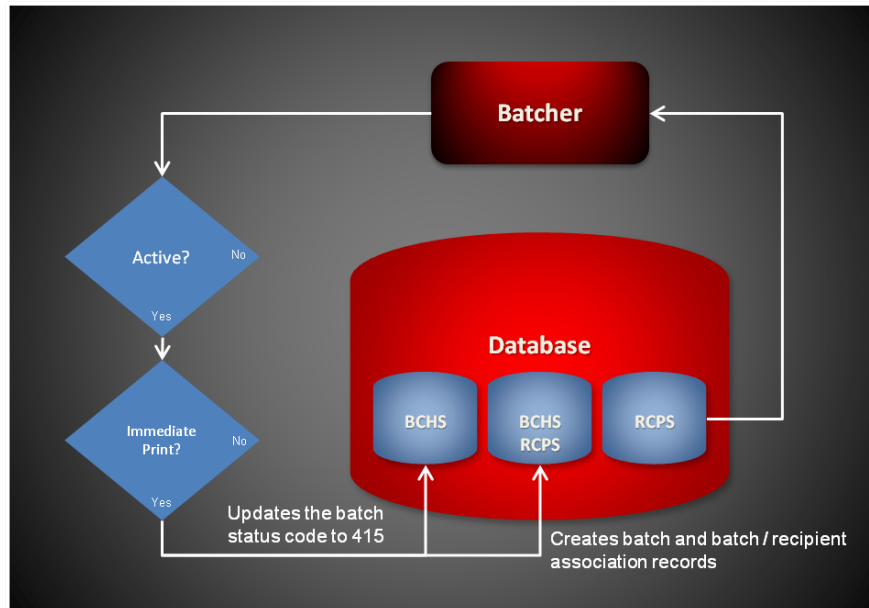 Batcher
Active?
No
Yes
Database
BCHS
BCHS
RCPS
RCPS
Immediate
Print?
No
Yes
Updates the batch
status code to 415
Creates batch and batch / recipient
association records